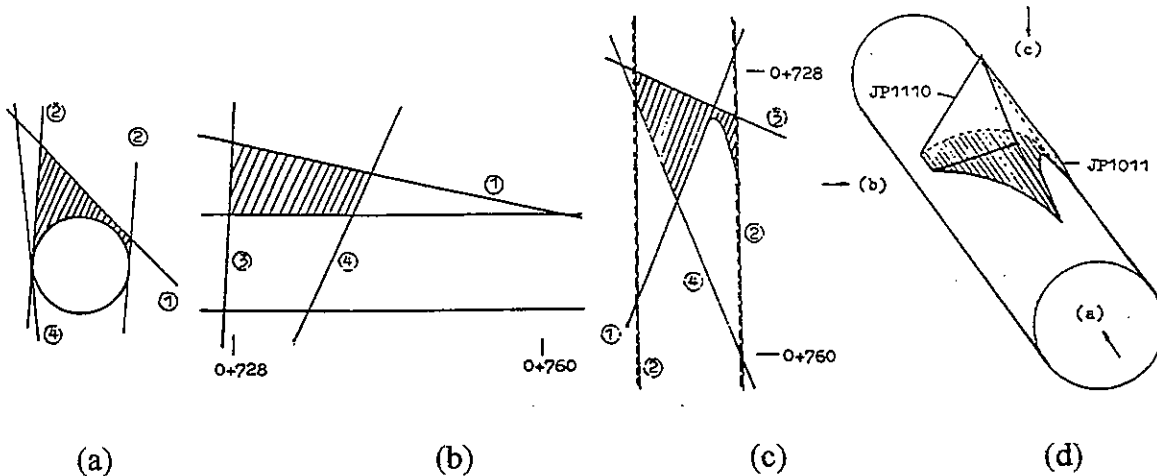 ②
②
①
④
①
③
④
0+728
0+760
0+728
③
②
④
①
②
0+760
(c)
JP1110
JP1011
(b)
(a)
(a)
(b)
(c)
(d)